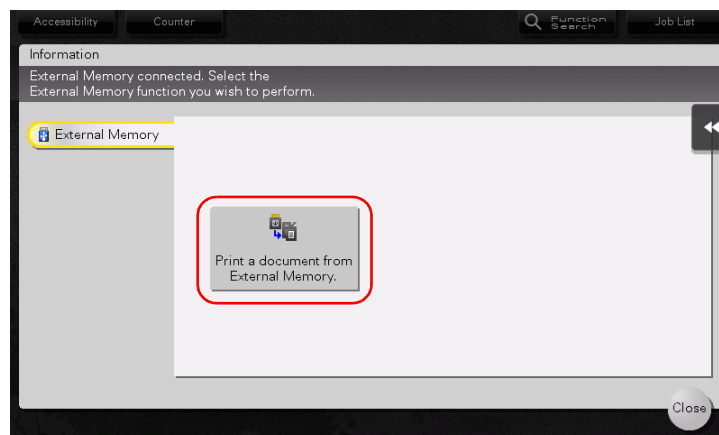 Accessibility
Counter
Function
Search
Job List
Information
External Memory connected. Select the
External Memory function you wish to perform.
External Memory
Print a document from
External Memory.
Close